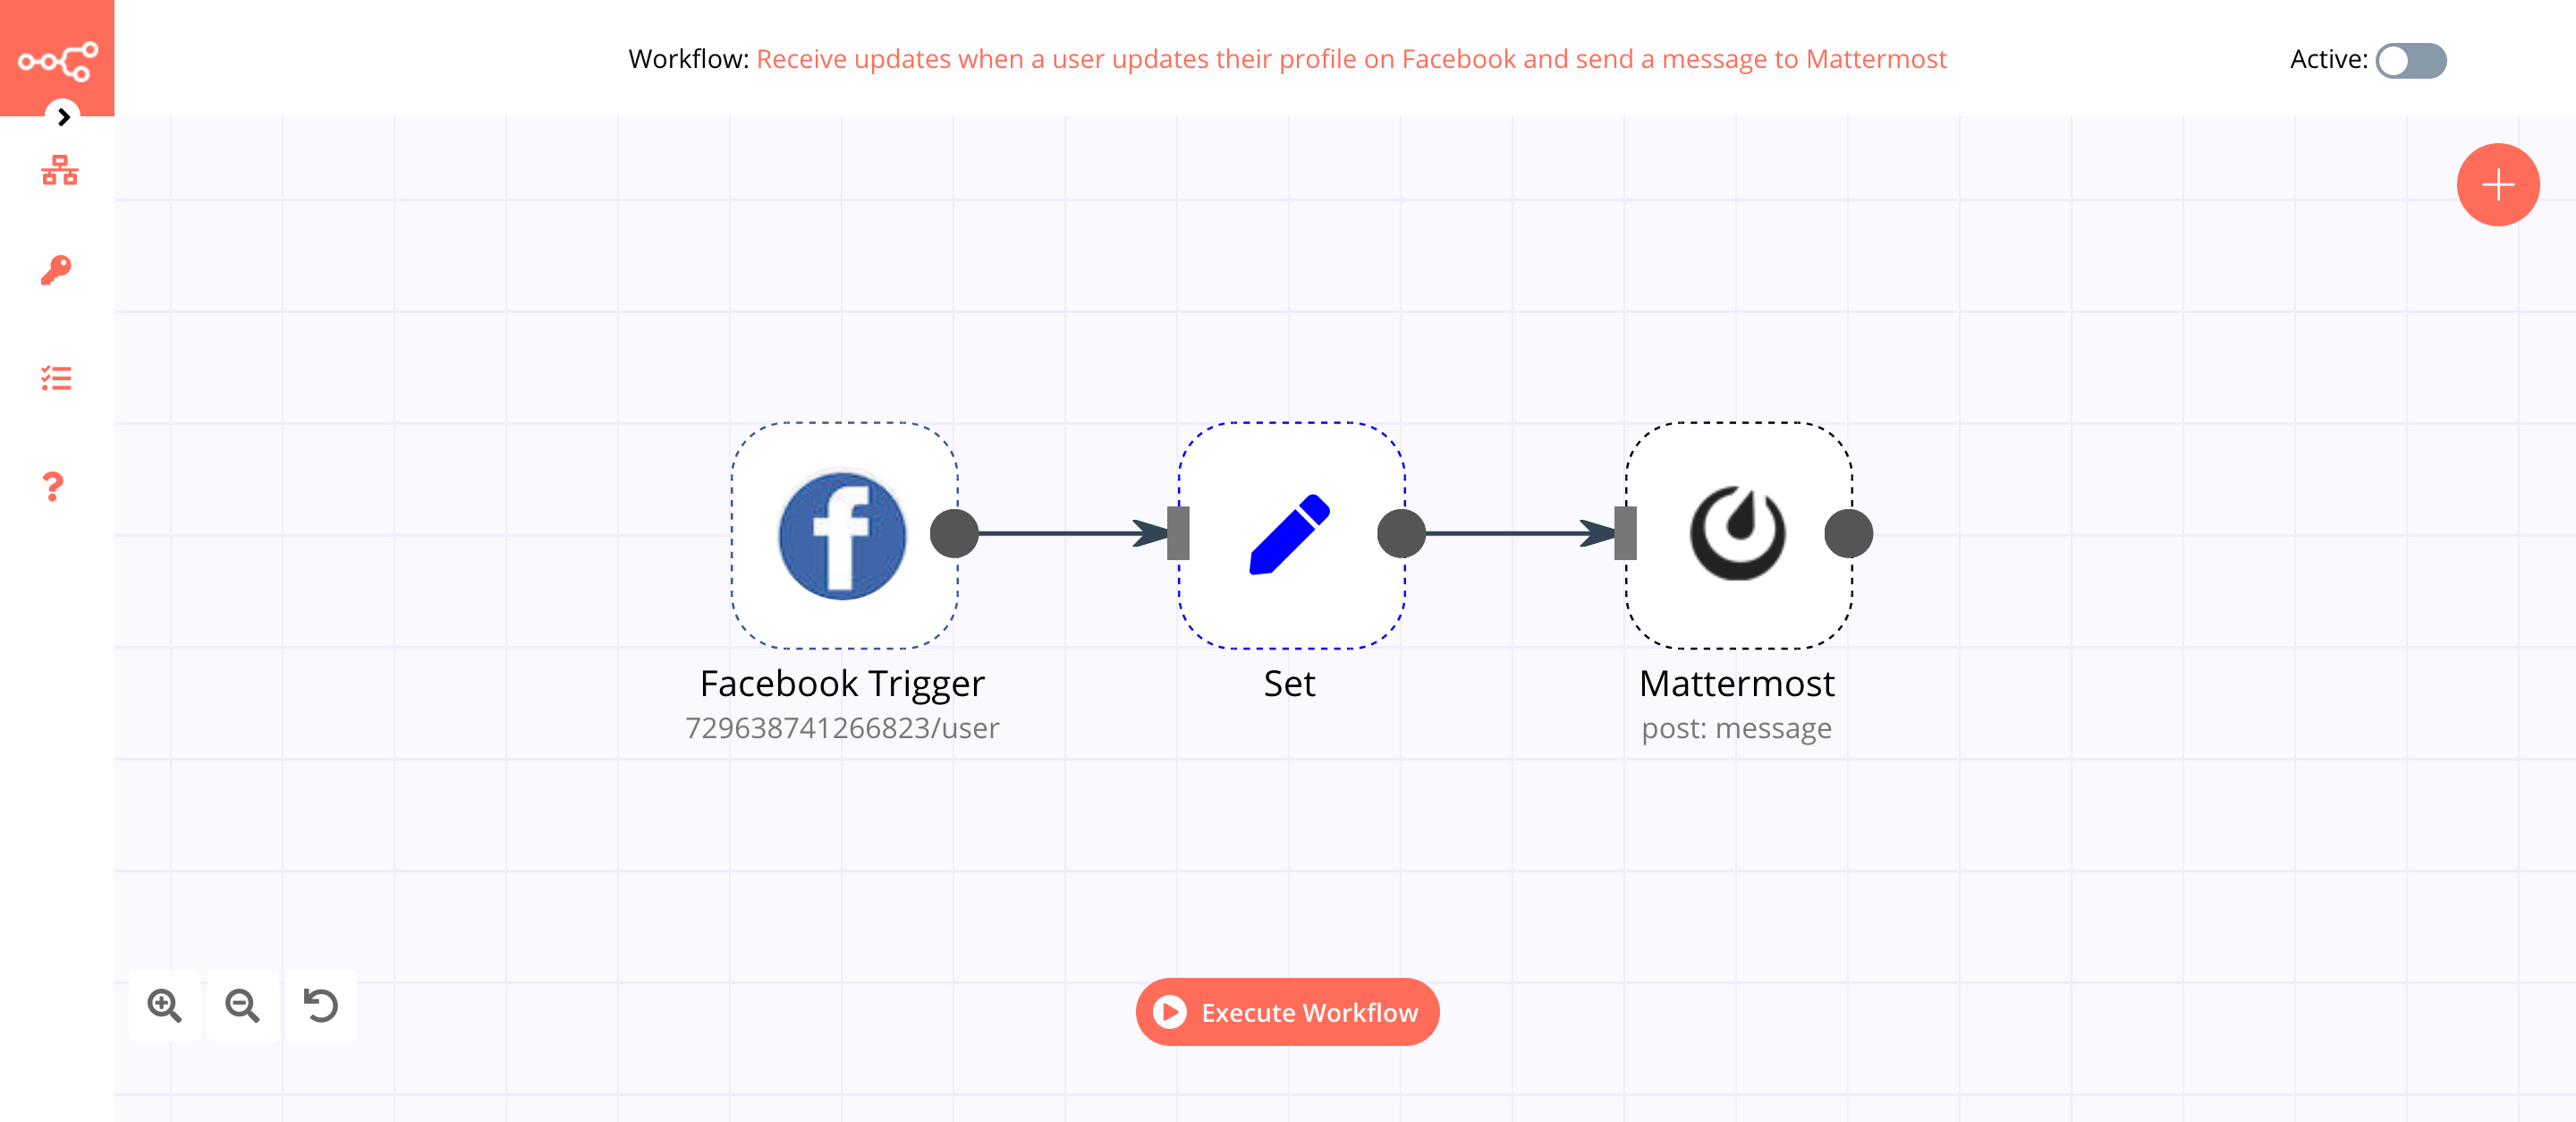 Workflow: Receive updates when a user updates their profile on Facebook and send a message to Mattermost
Active:
Facebook Trigger
729638741266823/user
Set
Mattermost
post: message
Execute Workflow